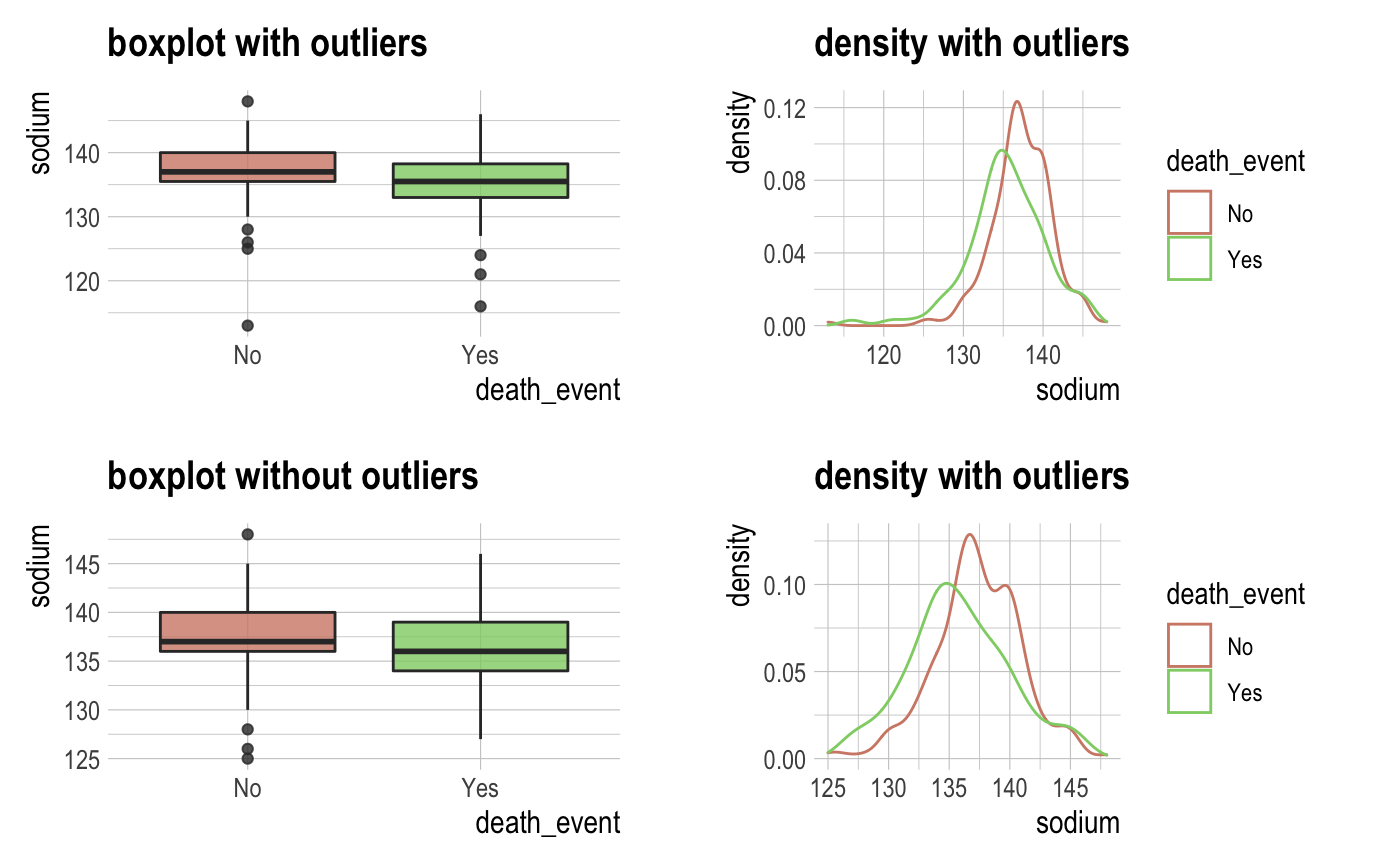 boxplot with outliers
sodium
140
130
120
No Yes
death_event
density with outliers
density
0.12
0.08
0.04
0.00
120 130 140
sodium
death_event
No
Yes
boxplot without outliers
sodium
145
140
135
130
125
No Yes
death_event
density with outliers
density
0.10
0.05
0.00
125 130 135 140 145
sodium
death_event
No
Yes